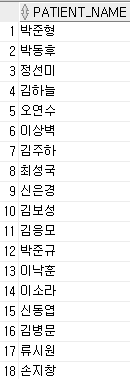 PATIENT_NAME
1 박준형
2 박동후
3 정선미
4 김하늘
5 오연수
6 이상벽
7 김주하
8 최성국
9 신은경
10 김보성
11 김응모
12 박준규
13 이낙훈
14 이소라
15 신동엽
16 김병문
17 류시원
18 손지창